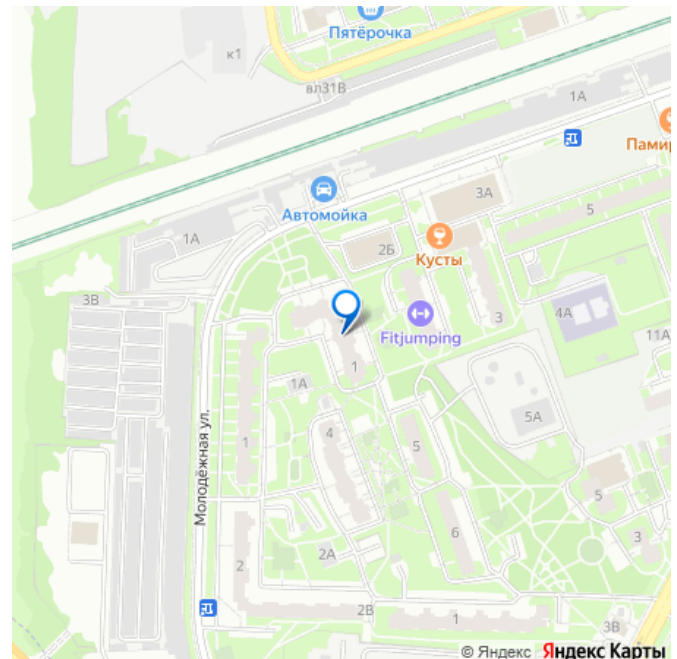 Пятёрочка
к1
вл31В
1А
Памир
Автомойка
3А
5
1А
2Б
Кусты
3В
4А
3
Fitjumping
11А
1
1А
5А
Молодёжная ул.
1
4
5
5
6
3
2А
2
2В
1
3В
© Яндекс Яндекс Карты